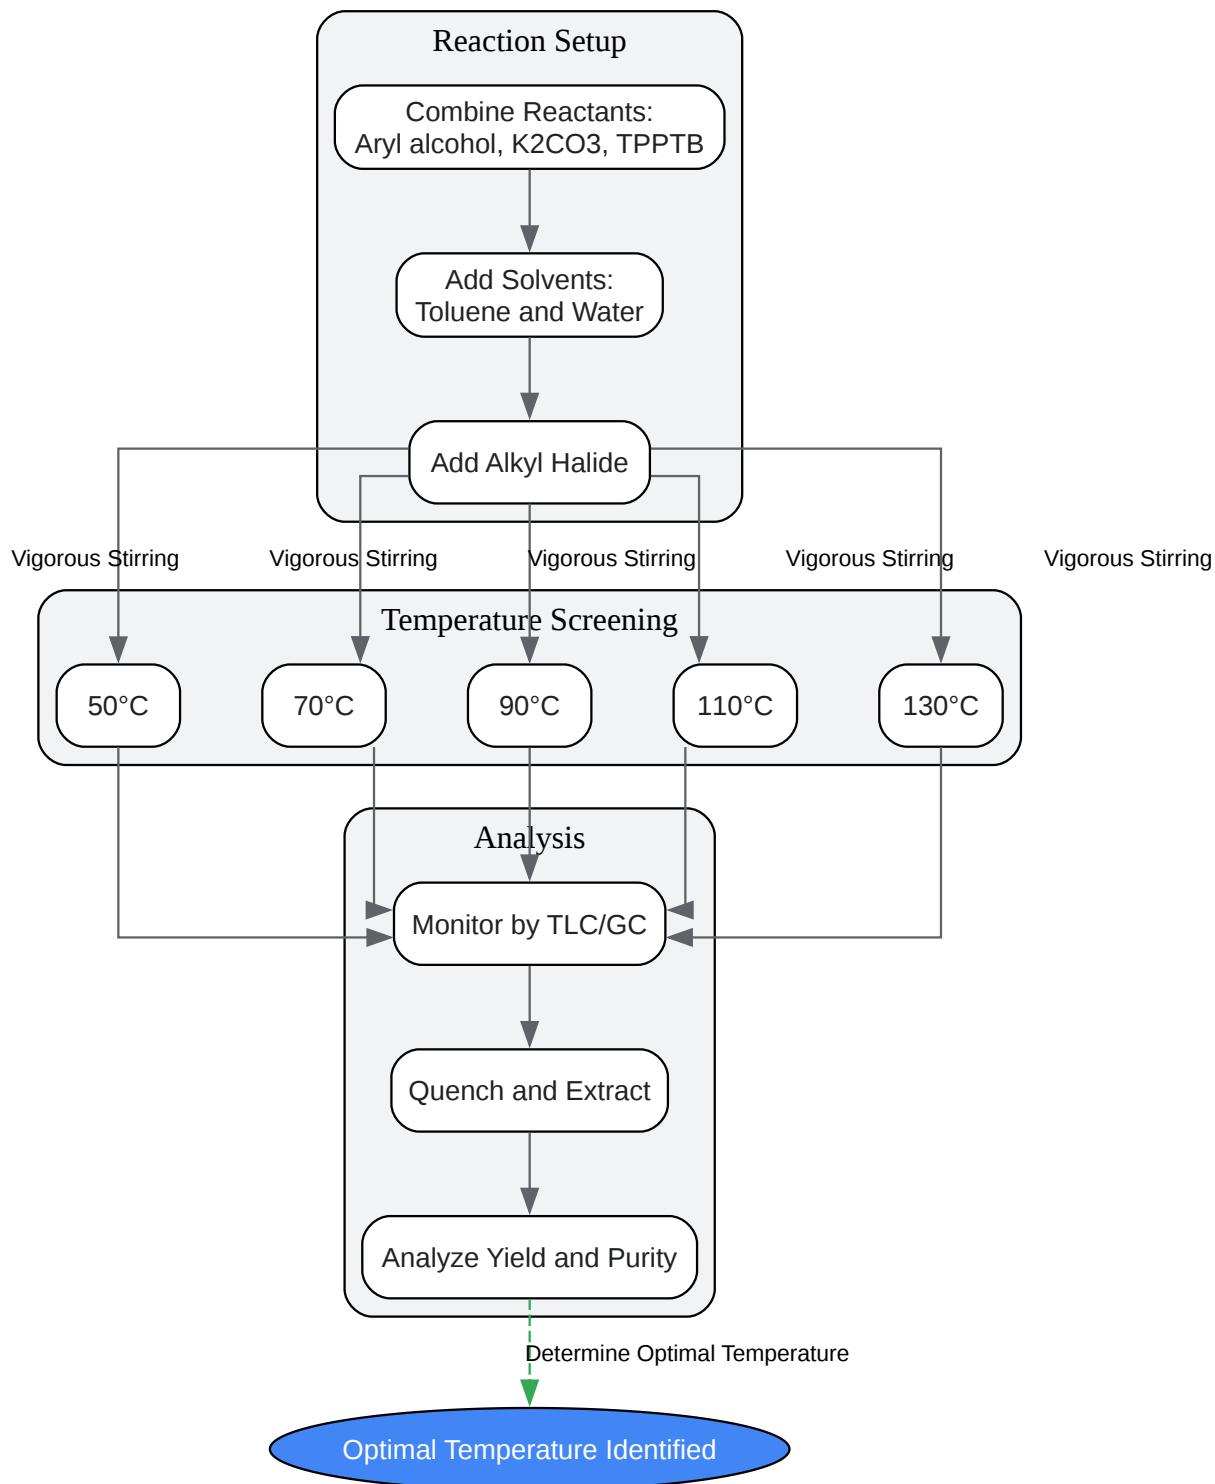 Reaction Setup
Combine Reactants:
Aryl alcohol, K2CO3, TPPTB
Add Solvents:
Toluene and Water
Add Alkyl Halide
Vigorous Stirring
Vigorous Stirring
Vigorous Stirring
Vigorous Stirring
Vigorous Stirring
Temperature Screening
50°C
70°C
90°C
110°C
130°C
Analysis
Monitor by TLC/GC
Quench and Extract
Analyze Yield and Purity
Determine Optimal Temperature
Optimal Temperature Identified